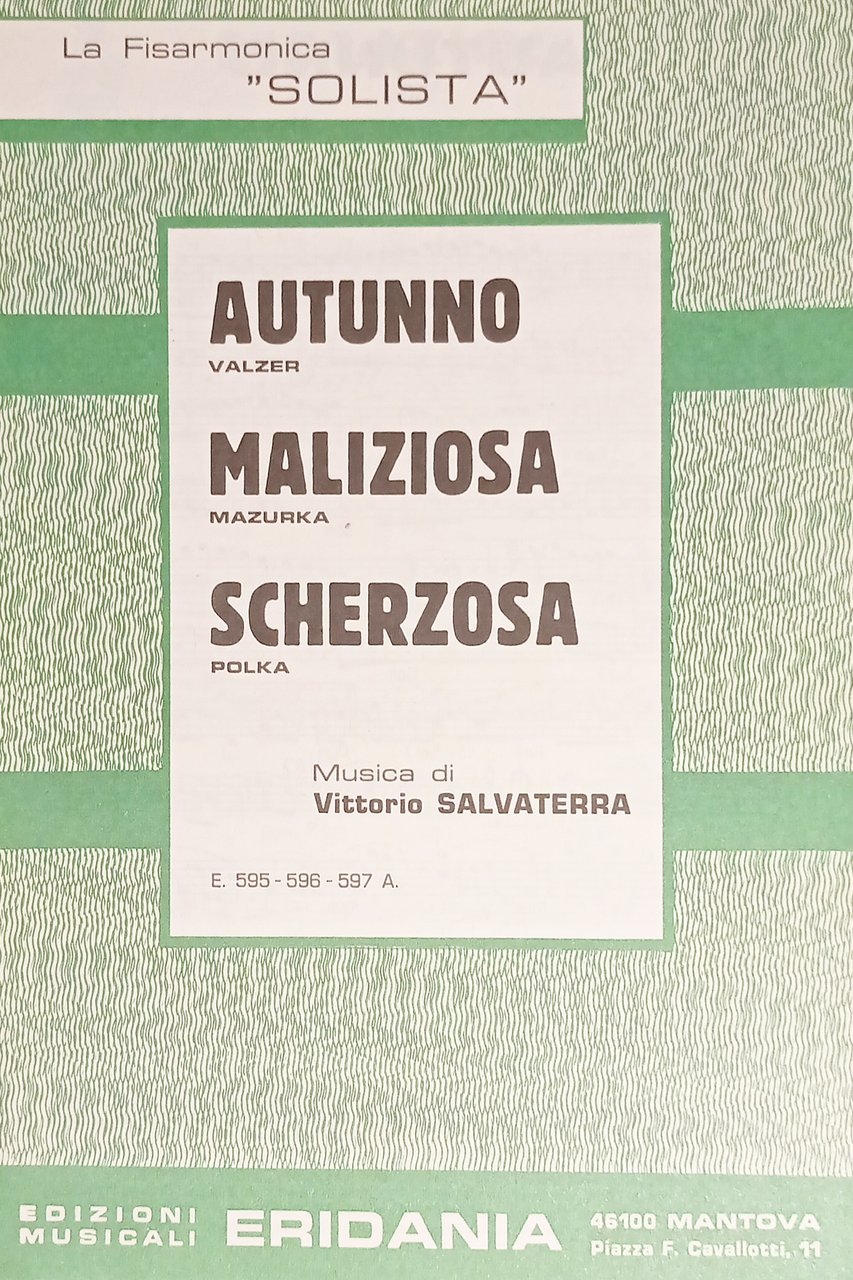 La Fisarmonica
"SOLISTA"
AUTUNNO
VALZER
MALIZIOSA
MAZURKA
SCHERZOSA
POLKA
Musica di
Vittorio SALVATERRA
E. 595 - 596 - 597 A.
EDIZIONI
MUSICALI
ERIDANIA
46100 MANTOVA
Piazza F. Cavallotti, 11